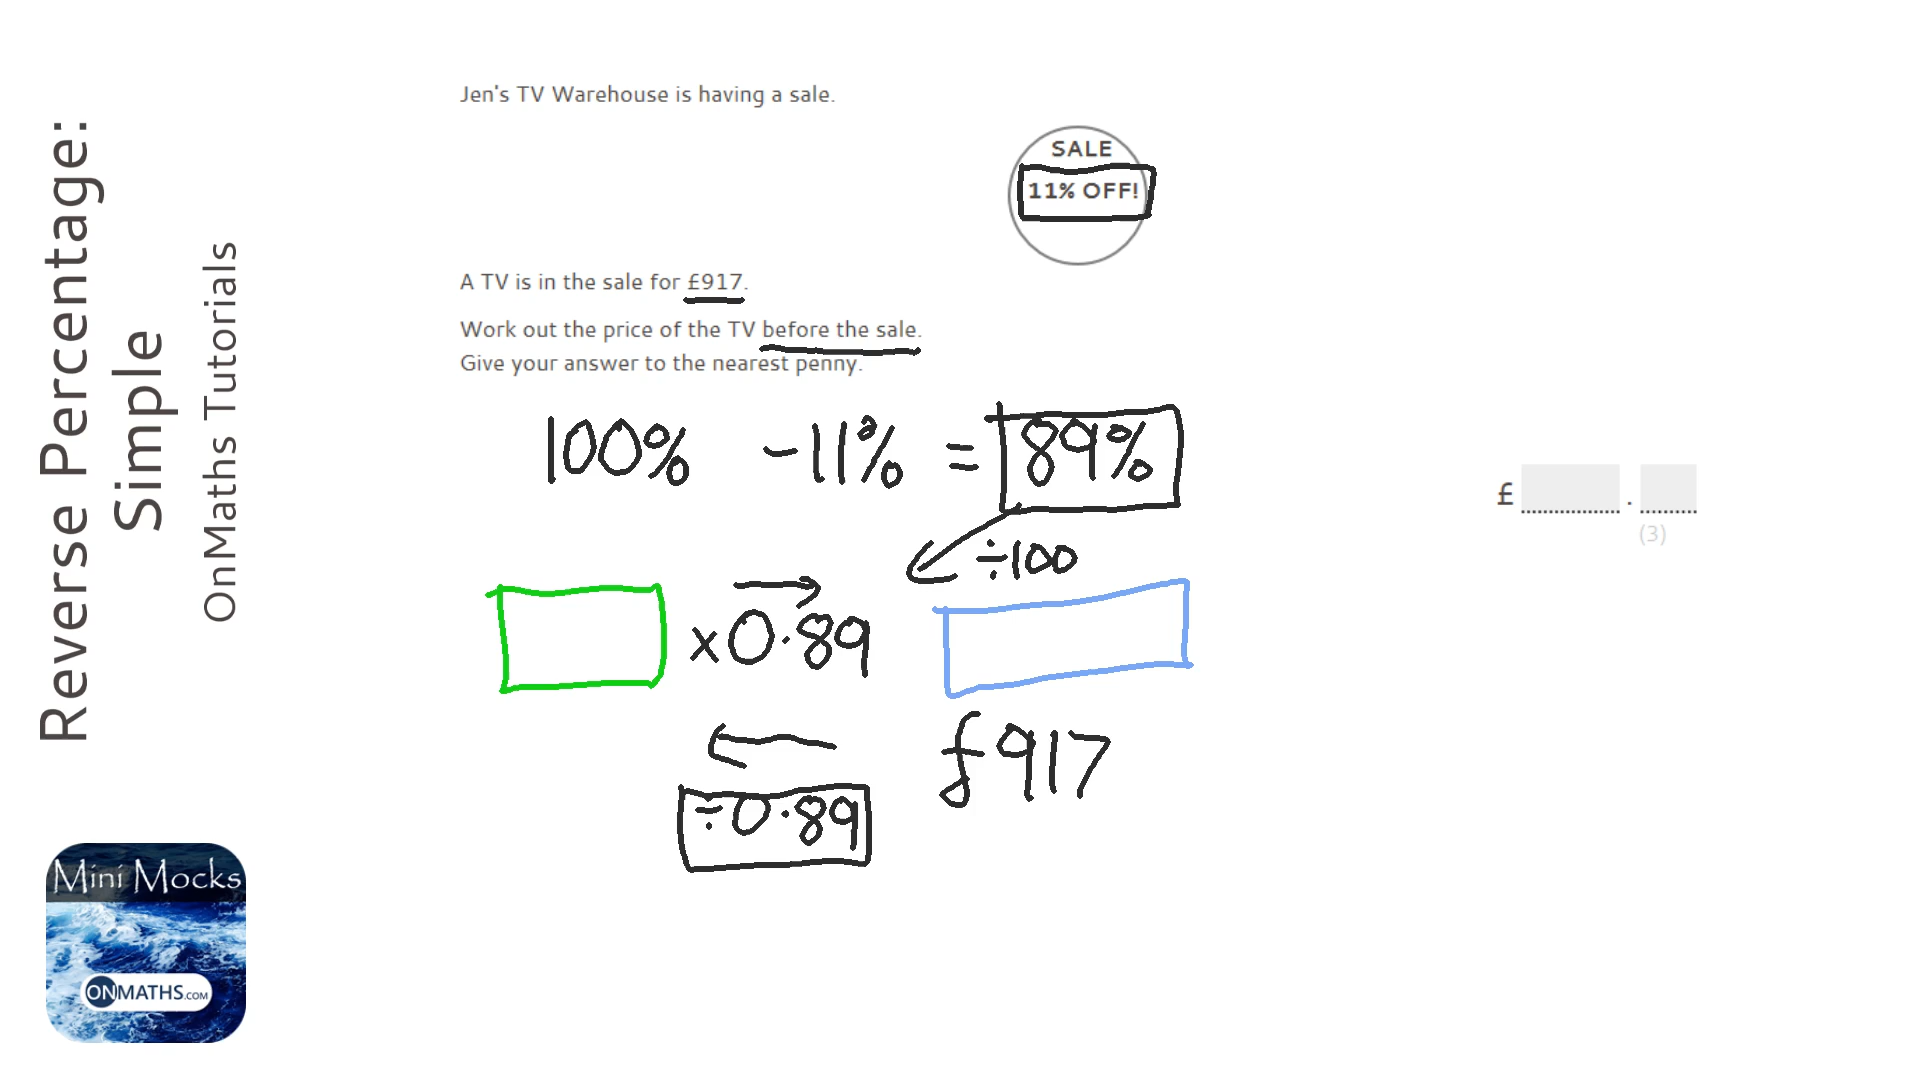 Reverse Percentage:
Simple
OnMaths Tutorials
Jen's TV Warehouse is having a sale.
SALE
11% OFF!
A TV is in the sale for £917.
Work out the price of the TV before the sale.
Give your answer to the nearest penny.
100% -11% = 89%
÷100
×0.89
£917
÷0.89
£ .
(3)
Mini Mocks
ONMATHS.COM